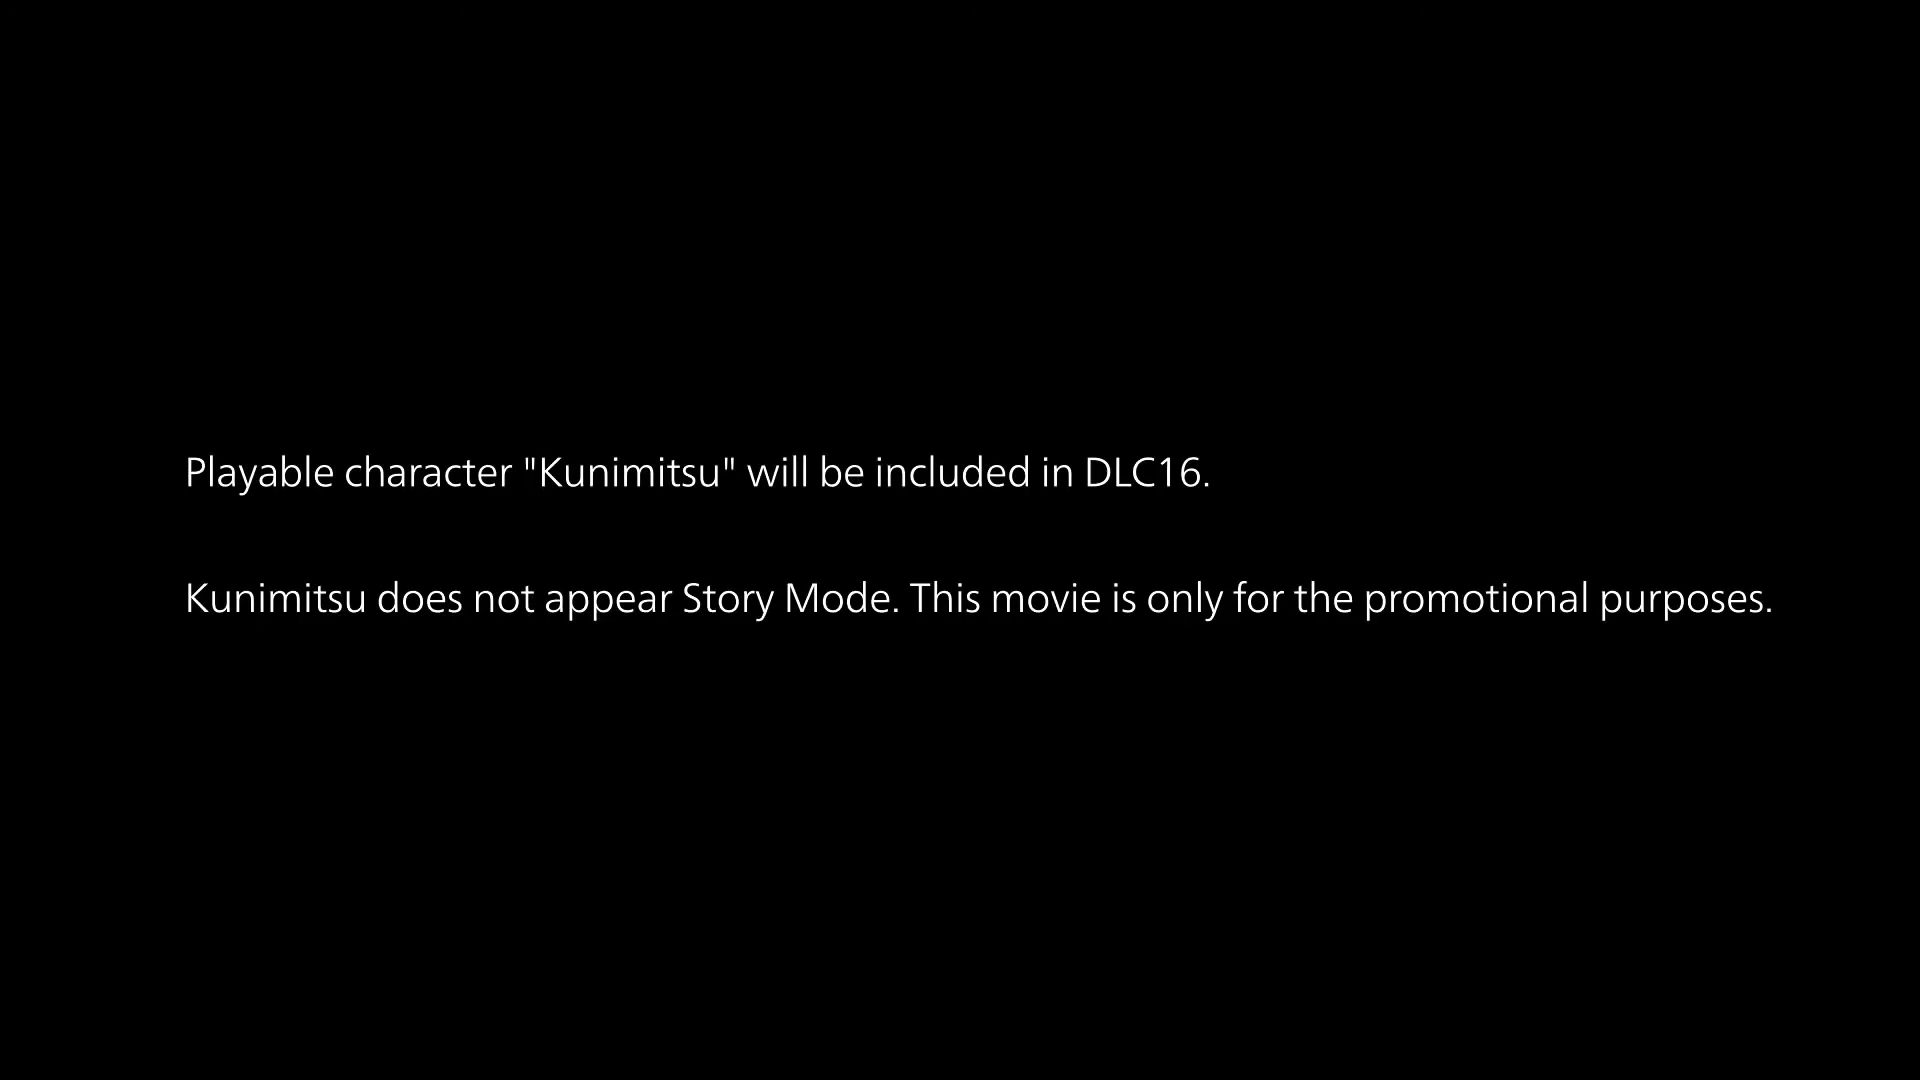 Playable character "Kunimitsu" will be included in DLC16.
Kunimitsu does not appear Story Mode. This movie is only for the promotional purposes.